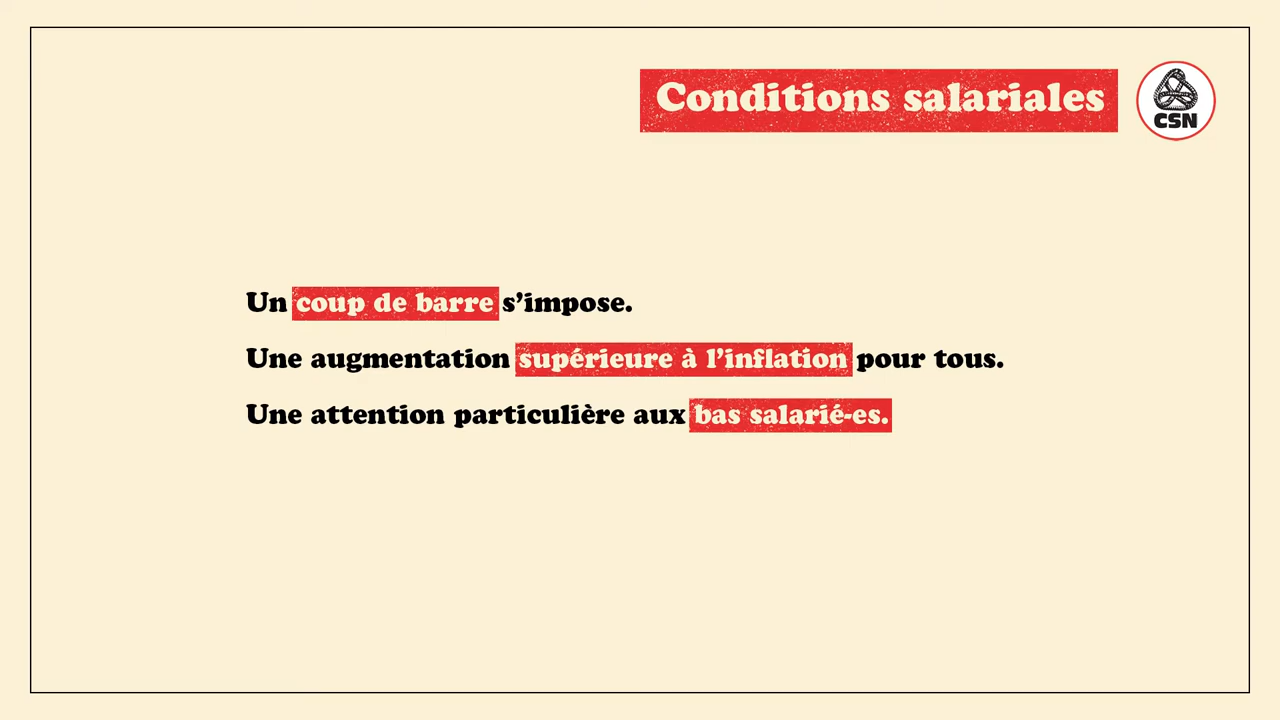 Conditions salariales
CSN
Un coup de barre s’impose.
Une augmentation supérieure à l’inflation pour tous.
Une attention particulière aux bas salarié-es.